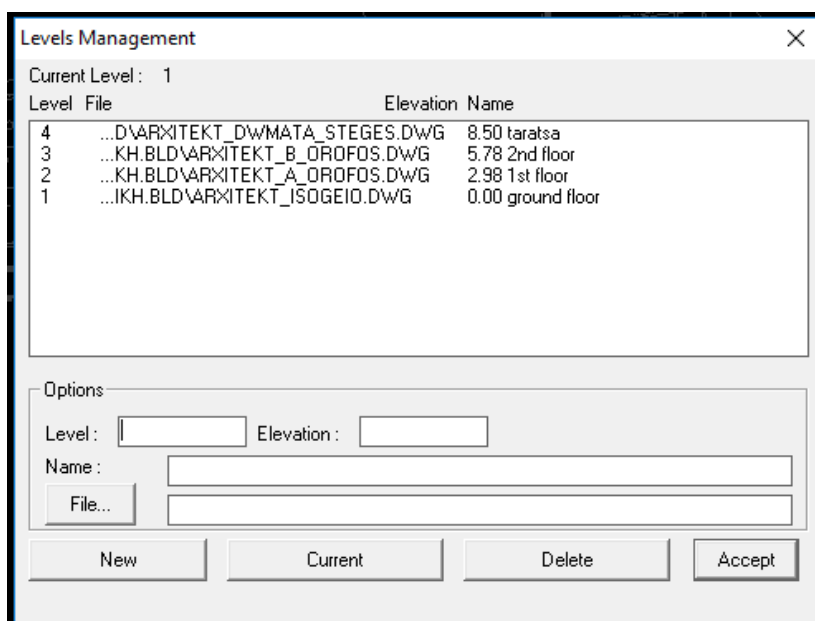 Levels Management
Current Level : 1
Level File Elevation Name
4 ...D\ARXITEKT_DWMATA_STEGES.DWG 8.50 taratsa
3 ...KH.BLD\ARXITEKT_B_OROFOS.DWG 5.78 2nd floor
2 ...KH.BLD\ARXITEKT_A_OROFOS.DWG 2.98 1st floor
1 ...IKH.BLD\ARXITEKT_ISOGEIO.DWG 0.00 ground floor
Options
Level : Elevation :
Name :
File...
New Current Delete Accept